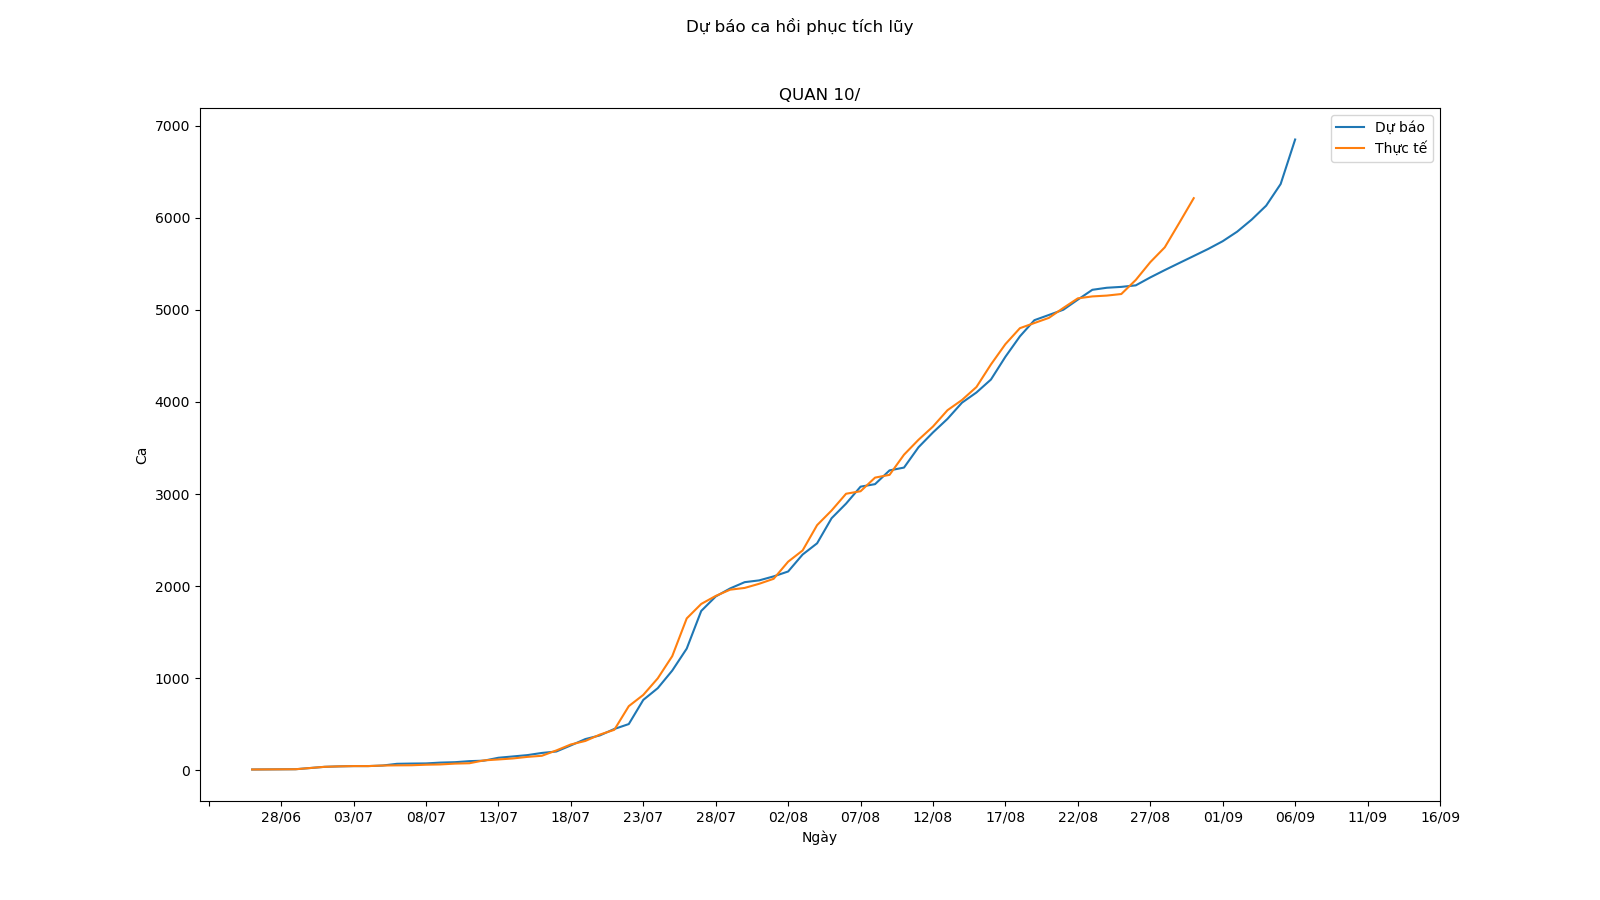 Dự báo ca hồi phục tích lũy
QUAN 10/
Dự báo
Thực tế
7000
6000
5000
4000
3000
2000
1000
0
Ca
28/06 03/07 08/07 13/07 18/07 23/07 28/07 02/08 07/08 12/08 17/08 22/08 27/08 01/09 06/09 11/09 16/09
Ngày